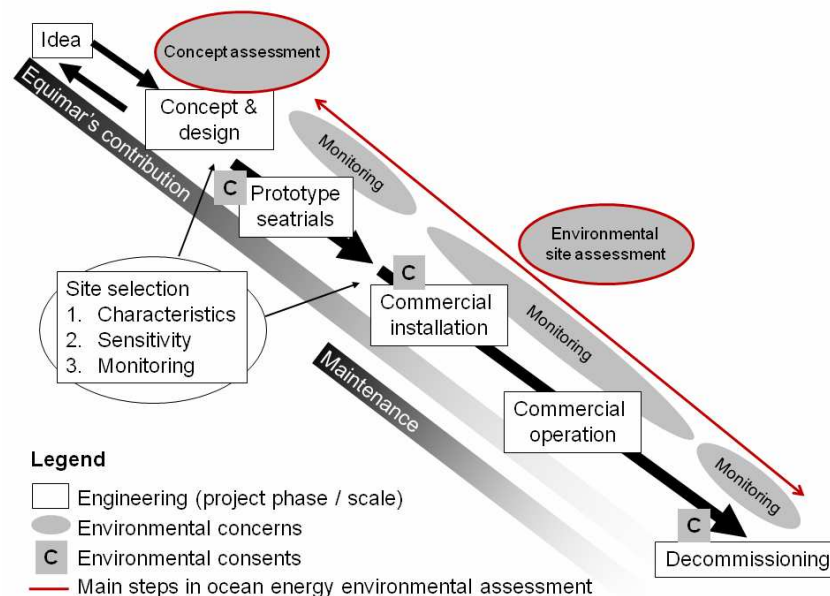 Idea
Concept assessment
Equimar's contribution
Concept &
design
Monitoring
C
Prototype
seatrials
Environmental
site assessment
Site selection
1. Characteristics
2. Sensitivity
3. Monitoring
C
Commercial
installation
Monitoring
Maintenance
Commercial
operation
Monitoring
C
Decommissioning
Legend
Engineering (project phase / scale)
Environmental concerns
C Environmental consents
Main steps in ocean energy environmental assessment